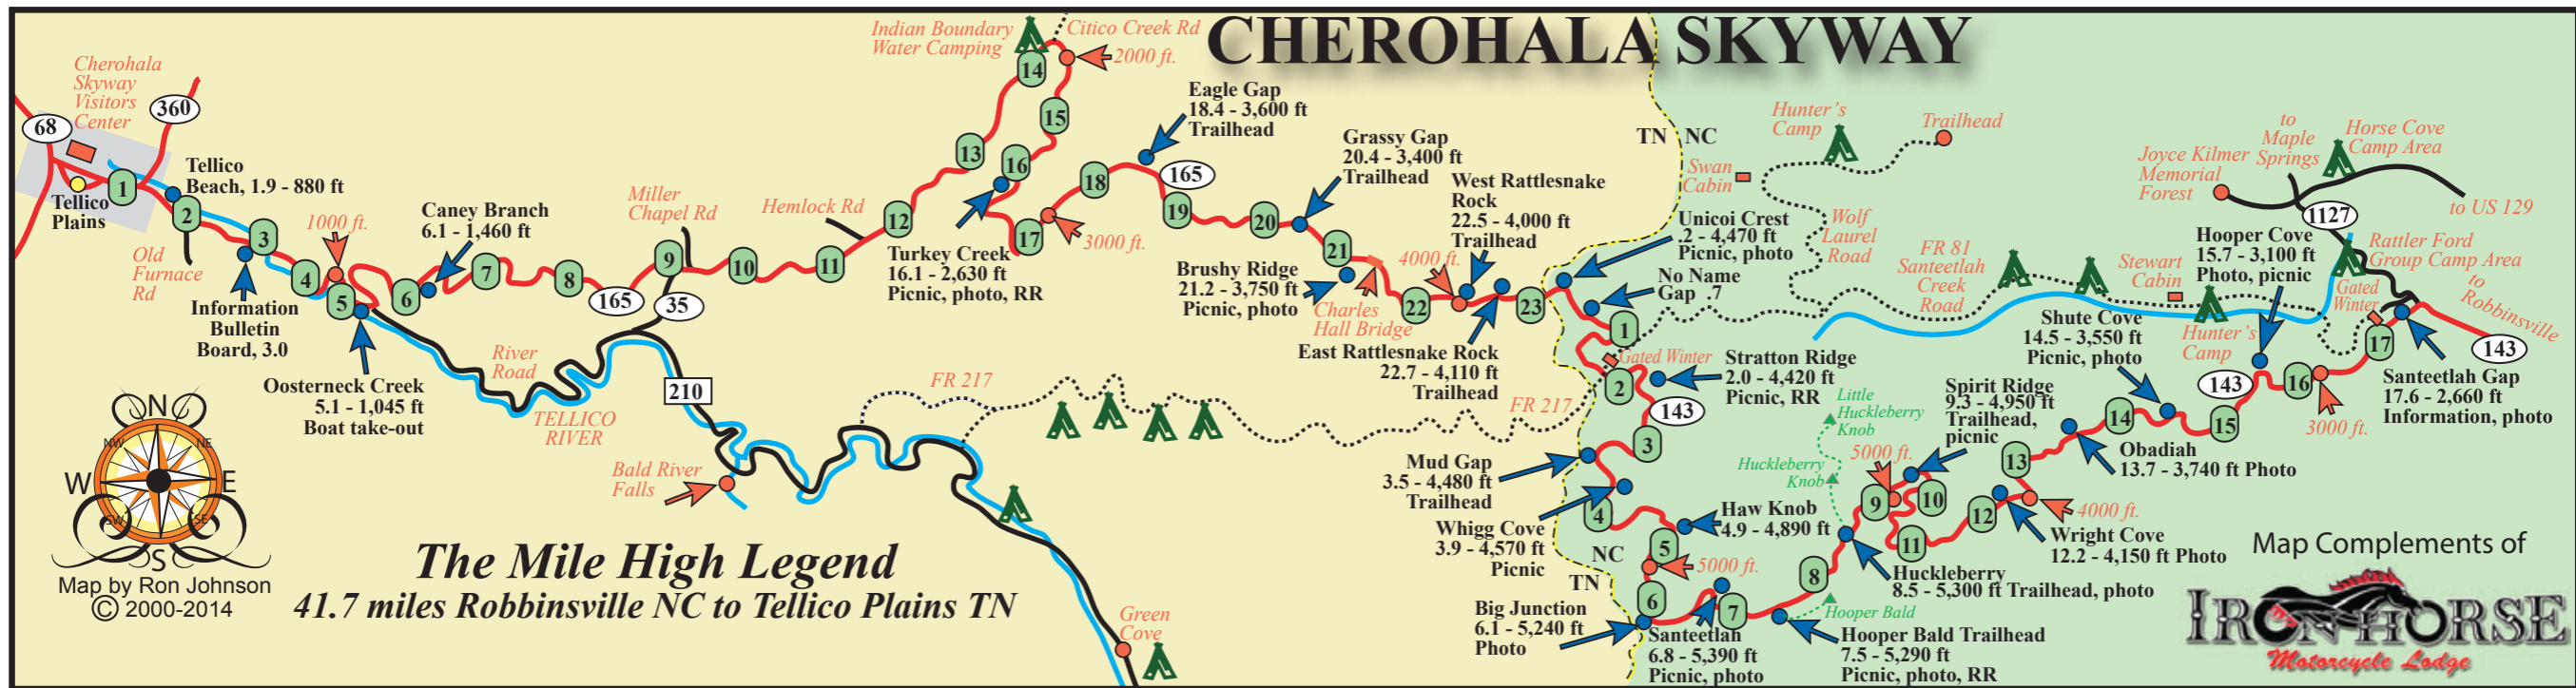 CHEROHALA SKYWAY
Cherohala
Skyway
Visitors
Center
68
360
Tellico
Plains
1
Tellico
Beach, 1.9 - 880 ft
2
Old
Furnace
Rd
3
Information
Bulletin
Board, 3.0
4
1000 ft.
5
Oosterneck Creek
5.1 - 1,045 ft
Boat take-out
6
Caney Branch
6.1 - 1,460 ft
7
8
165
Miller
Chapel Rd
9
35
River
Road
TELLICO
RIVER
210
Bald River
Falls
10
Hemlock Rd
11
12
13
Indian Boundary
Water Camping
14
Citico Creek Rd
2000 ft.
15
16
Turkey Creek
16.1 - 2,630 ft
Picnic, photo, RR
17
3000 ft.
18
Eagle Gap
18.4 - 3,600 ft
Trailhead
165
19
20
Grassy Gap
20.4 - 3,400 ft
Trailhead
21
Brushy Ridge
21.2 - 3,750 ft
Picnic, photo
Charles
Hall Bridge
22
4000 ft.
West Rattlesnake
Rock
22.5 - 4,000 ft
Trailhead
East Rattlesnake Rock
22.7 - 4,110 ft
Trailhead
23
FR 217
FR 217
Green
Cove
TN NC
Unicoi Crest
.2 - 4,470 ft
Picnic, photo
No Name
Gap .7
1
Gated Winter
2
Stratton Ridge
2.0 - 4,420 ft
Picnic, RR
143
3
Mud Gap
3.5 - 4,480 ft
Trailhead
Whigg Cove
3.9 - 4,570 ft
Picnic
4
Haw Knob
4.9 - 4,890 ft
5
5000 ft.
NC
TN
6
Big Junction
6.1 - 5,240 ft
Photo
Santeetlah
6.8 - 5,390 ft
Picnic, photo
7
Hooper Bald Trailhead
7.5 - 5,290 ft
Picnic, photo, RR
Hooper Bald
8
Huckleberry
8.5 - 5,300 ft Trailhead, photo
Little
Huckleberry
Knob
Huckleberry
Knob
5000 ft.
9
Spirit Ridge
9.3 - 4,950 ft
Trailhead,
picnic
10
11
12
Wright Cove
12.2 - 4,150 ft Photo
4000 ft.
13
Obadiah
13.7 - 3,740 ft Photo
14
Shute Cove
14.5 - 3,550 ft
Picnic, photo
15
143
Hooper Cove
15.7 - 3,100 ft
Photo, picnic
16
3000 ft.
17
Santeetlah Gap
17.6 - 2,660 ft
Information, photo
143
to
Robbinsville
Gated
Winter
Rattler Ford
Group Camp Area
1127
to US 129
Horse Cove
Camp Area
to
Maple
Springs
Joyce Kilmer
Memorial
Forest
Stewart
Cabin
Hunter's
Camp
FR 81
Santeetlah
Creek
Road
Wolf
Laurel
Road
Swan
Cabin
Hunter's
Camp
Trailhead
N
NW NE
W E
SW SE
S
Map by Ron Johnson
© 2000-2014
The Mile High Legend
41.7 miles Robbinsville NC to Tellico Plains TN
Map Complements of
IRON HORSE
Motorcycle Lodge